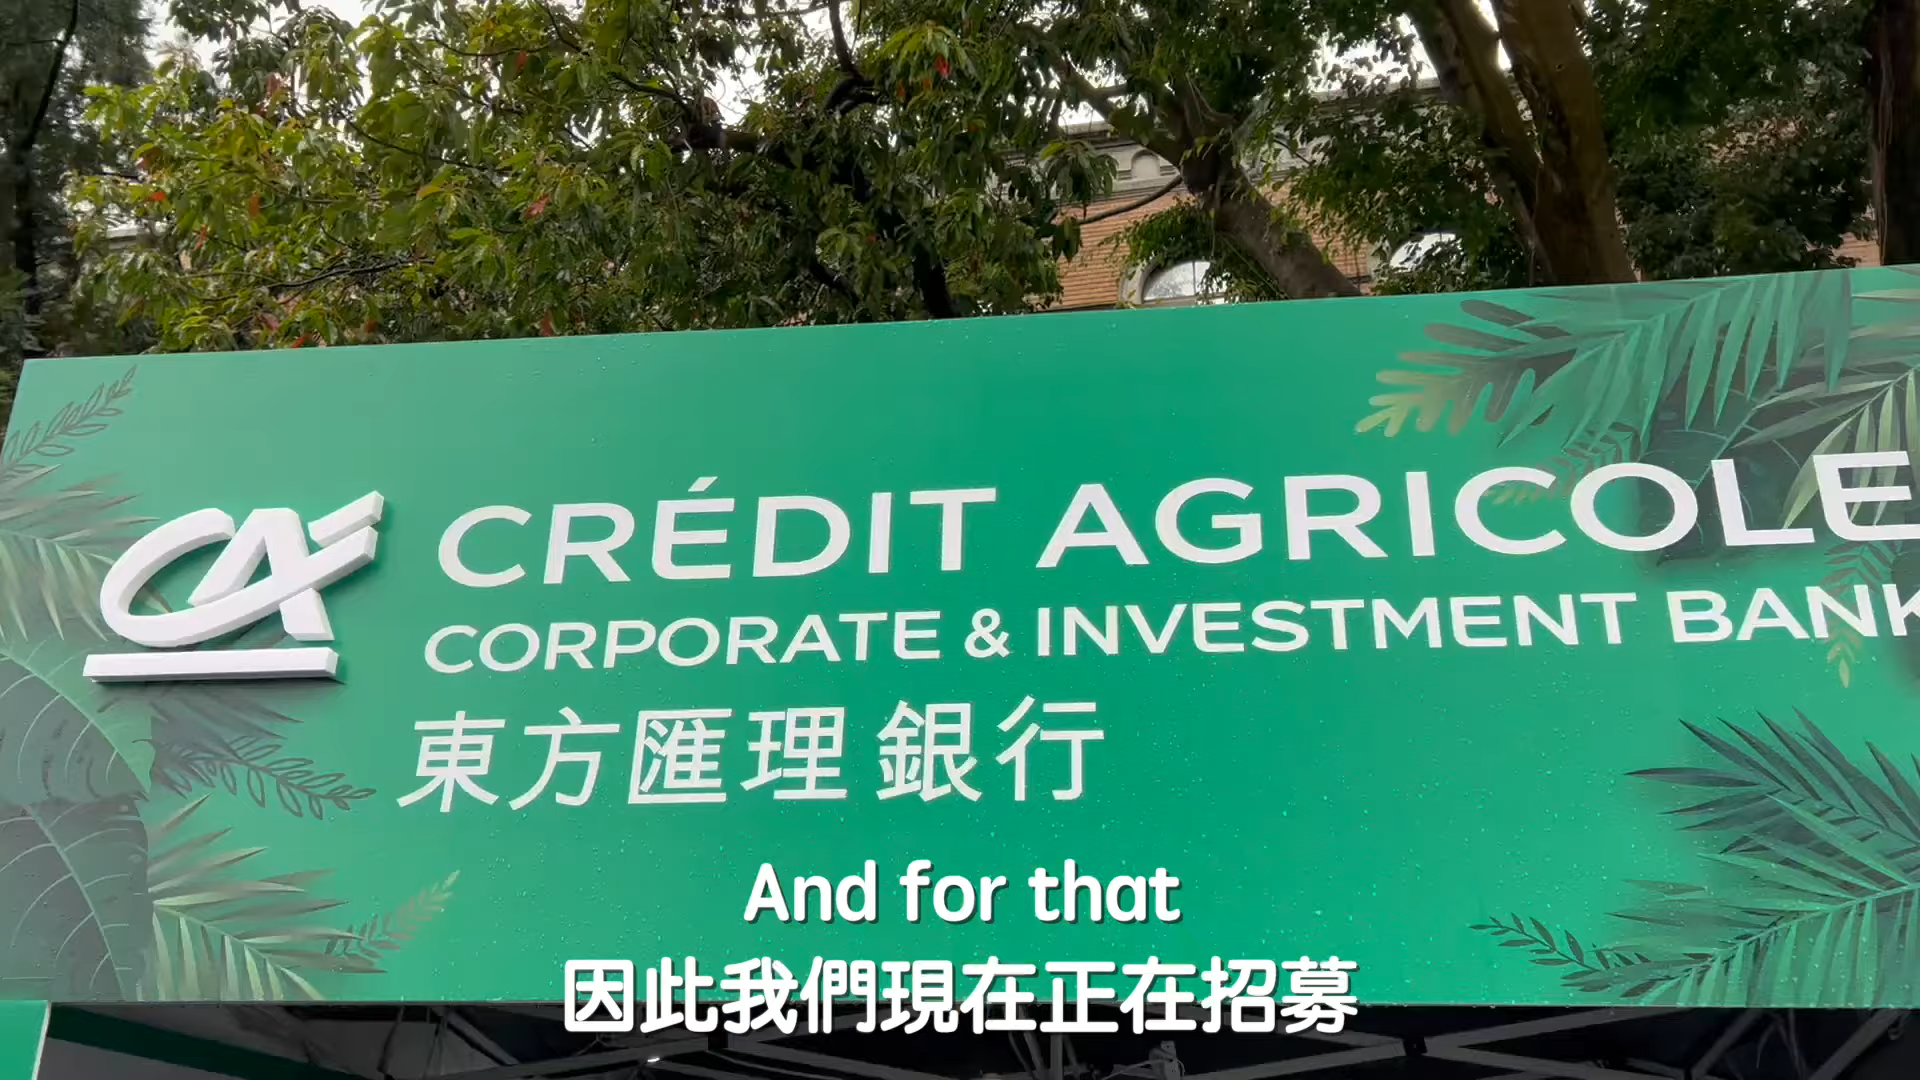 CA
CRÉDIT AGRICOLE
CORPORATE & INVESTMENT BANK
東方匯理銀行
And for that
因此我們現在正在招募